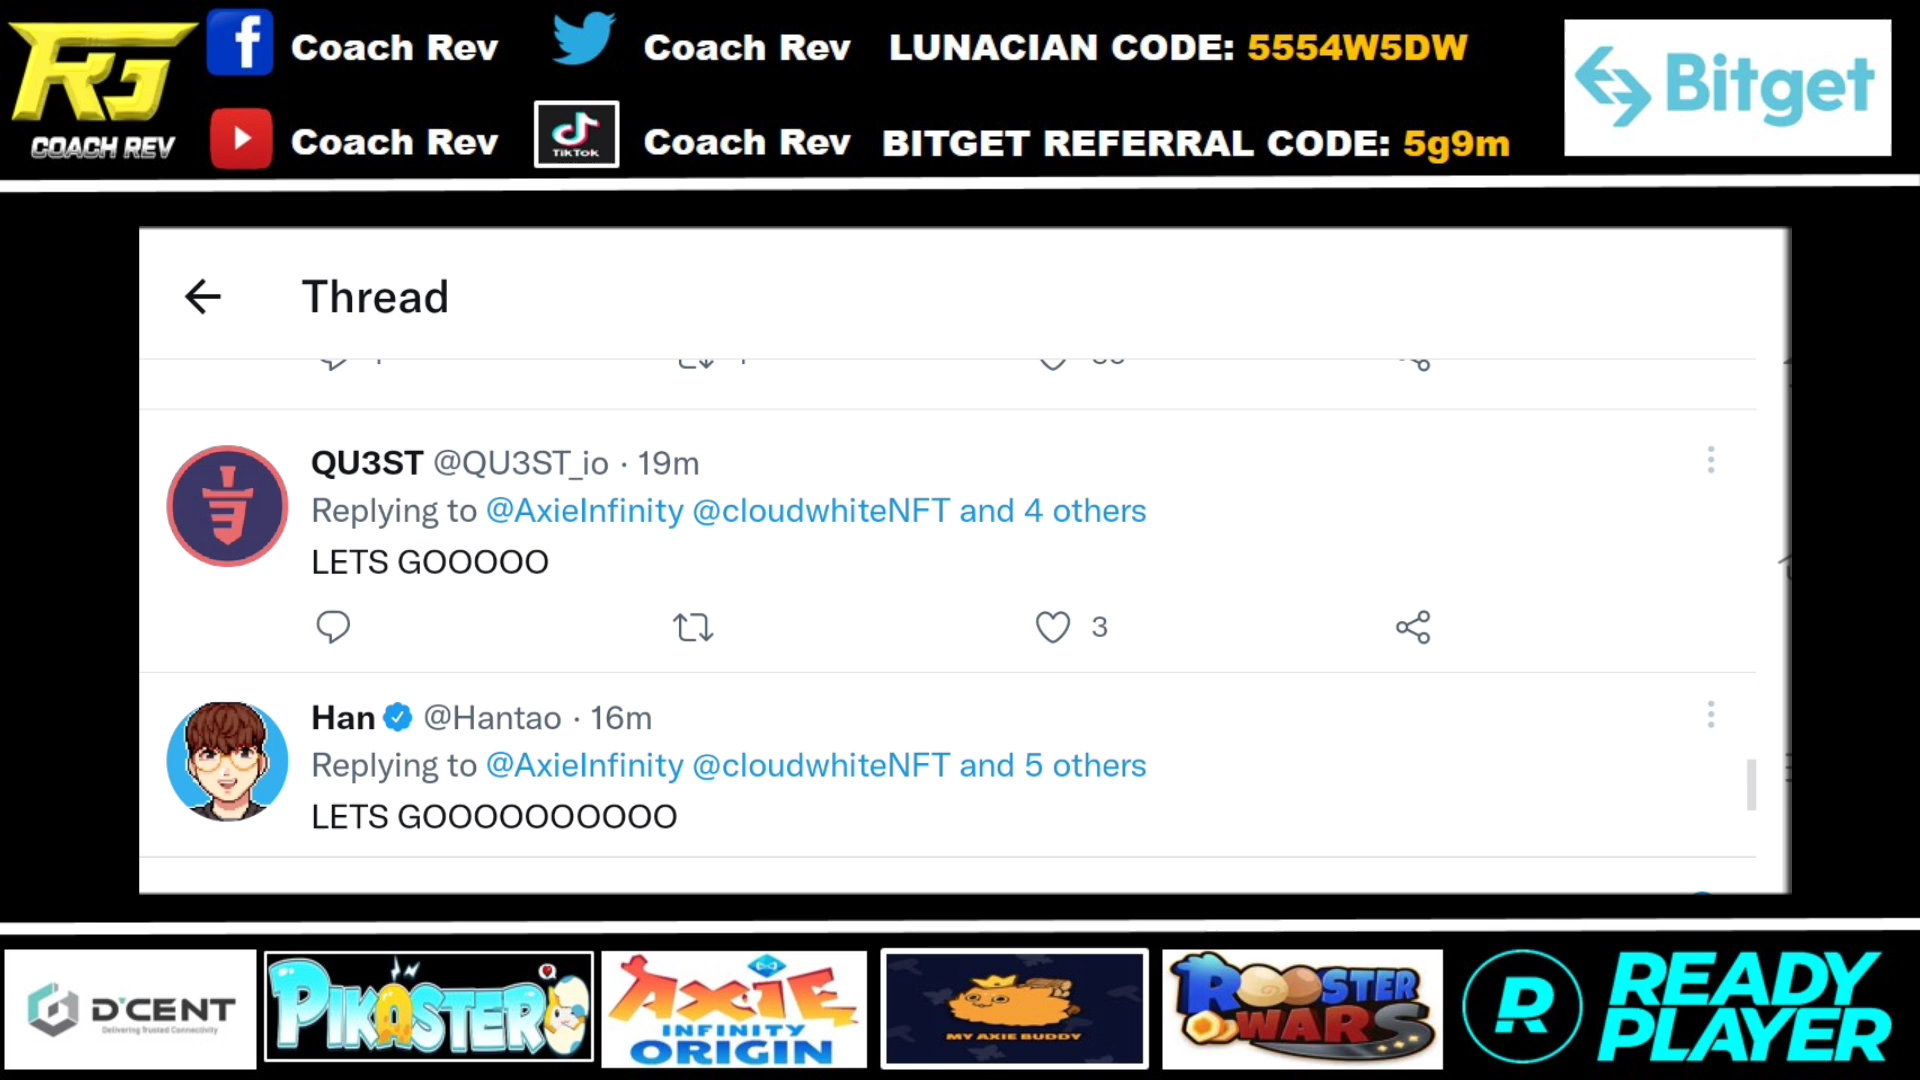 Coach Rev
Coach Rev
LUNACIAN CODE: 5554W5DW
Bitget
COACH REV
Coach Rev
TikTok
Coach Rev
BITGET REFERRAL CODE: 5g9m
Thread
QU3ST @QU3ST_io · 19m
Replying to @AxieInfinity @cloudwhiteNFT and 4 others
LETS GOOOOO
3
Han @Hantao · 16m
Replying to @AxieInfinity @cloudwhiteNFT and 5 others
LETS GOOOOOOOOOO
D'CENT
Delivering Trusted Connectivity
PIKASTER
AXIE
INFINITY
ORIGIN
MY AXIE BUDDY
ROOSTER
WARS
READY
PLAYER